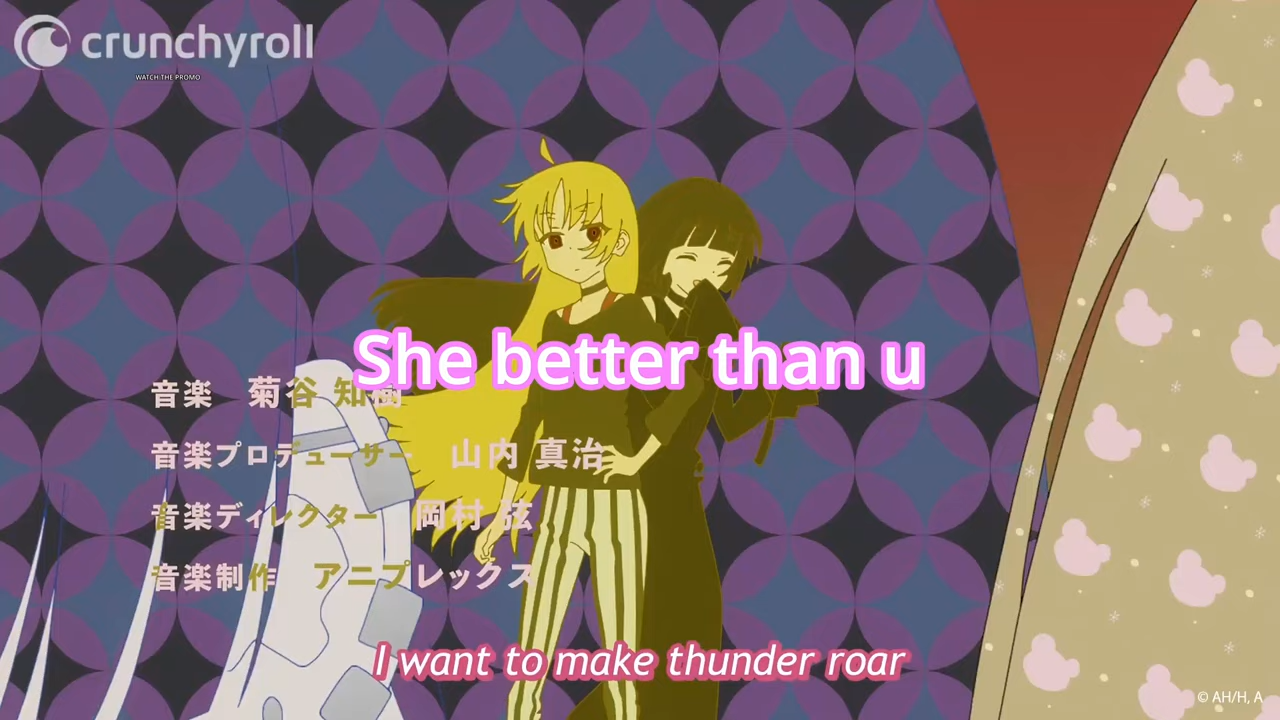 crunchyroll
WATCH THE PROMO
She better than u
音楽 菊谷 知樹
音楽プロデューサー 山内 真治
音楽ディレクター 岡村 弦
音楽制作 アニプレックス
I want to make thunder roar
© AH/H, A